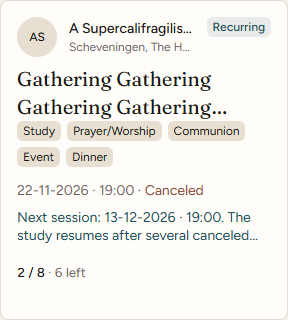 AS
A Supercalifragilis...
Recurring
Scheveningen, The H...
Gathering Gathering
Gathering Gathering...
Study Prayer/Worship Communion
Event Dinner
22-11-2026 · 19:00 · Canceled
Next session: 13-12-2026 · 19:00. The
study resumes after several canceled...
2 / 8 · 6 left